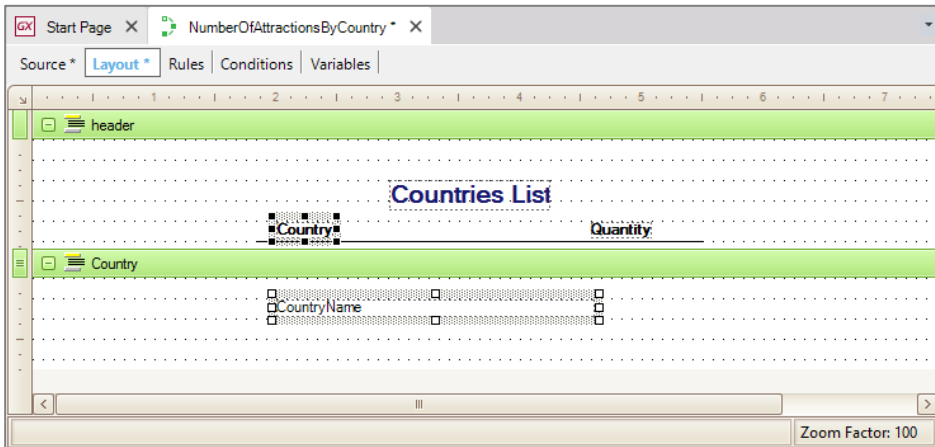 GX Start Page X NumberOfAttractionsByCountry * X
Source * Layout * Rules Conditions Variables
1 2 3 4 5 6 7
header
Countries List
Country Quantity
Country
CountryName
Zoom Factor: 100